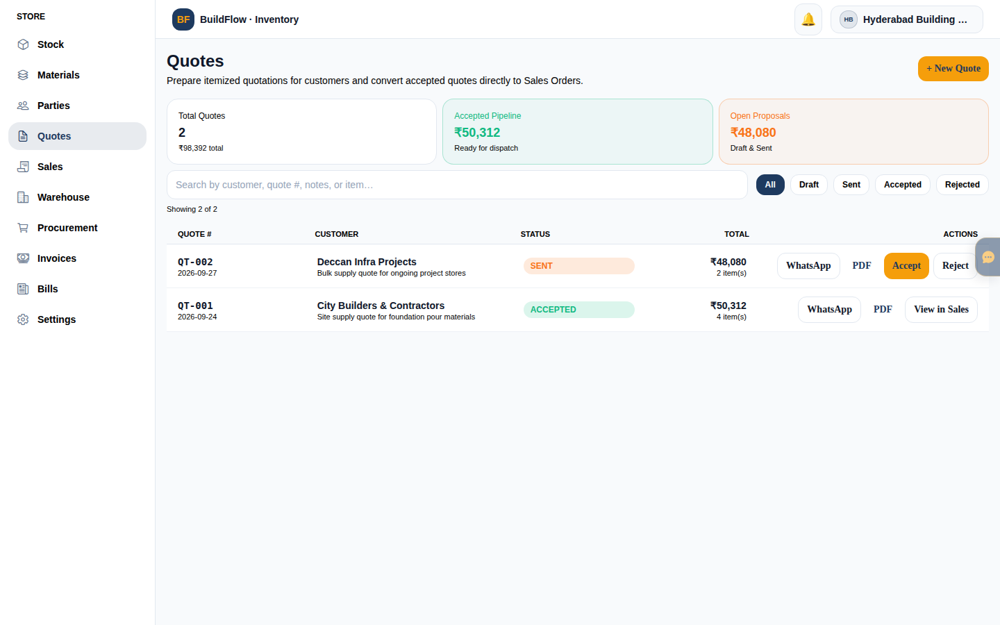 STORE
Stock
Materials
Parties
Quotes
Sales
Warehouse
Procurement
Invoices
Bills
Settings
BF
BuildFlow · Inventory
HB
Hyderabad Building ...
Quotes
Prepare itemized quotations for customers and convert accepted quotes directly to Sales Orders.
+ New Quote
Total Quotes
2
₹98,392 total
Accepted Pipeline
₹50,312
Ready for dispatch
Open Proposals
₹48,080
Draft & Sent
Search by customer, quote #, notes, or item…
All
Draft
Sent
Accepted
Rejected
Showing 2 of 2
QUOTE # CUSTOMER STATUS TOTAL ACTIONS
QT-002 Deccan Infra Projects SENT ₹48,080 WhatsApp PDF Accept Reject
2026-09-27 Bulk supply quote for ongoing project stores 2 item(s)
QT-001 City Builders & Contractors ACCEPTED ₹50,312 WhatsApp PDF View in Sales
2026-09-24 Site supply quote for foundation pour materials 4 item(s)